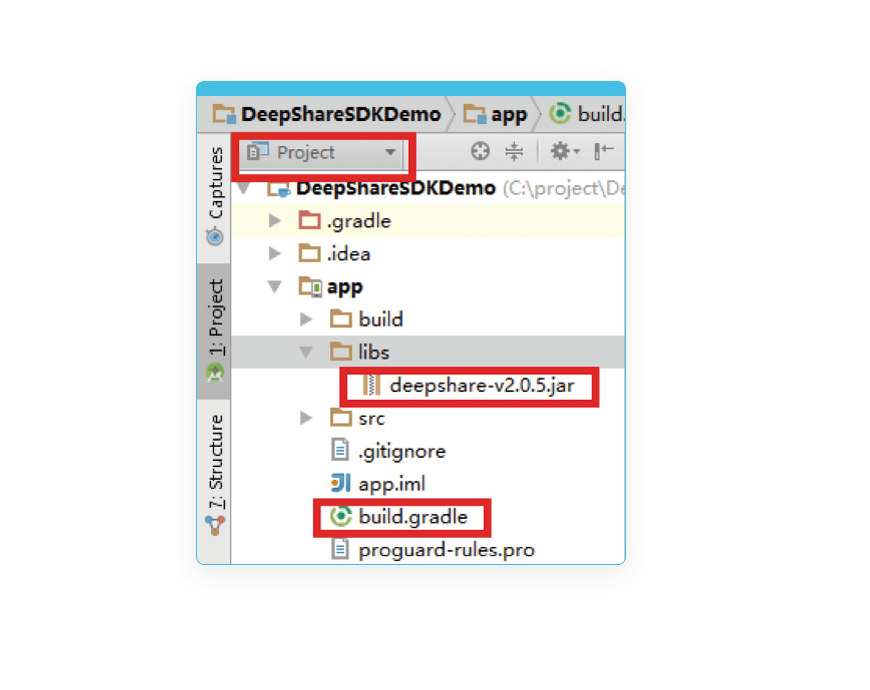 DeepShareSDKDemo app build.
Project
DeepShareSDKDemo (C:\project\De
.gradle
.idea
app
build
libs
deepshare-v2.0.5.jar
src
.gitignore
app.iml
build.gradle
proguard-rules.pro
Captures
1: Project
7: Structure